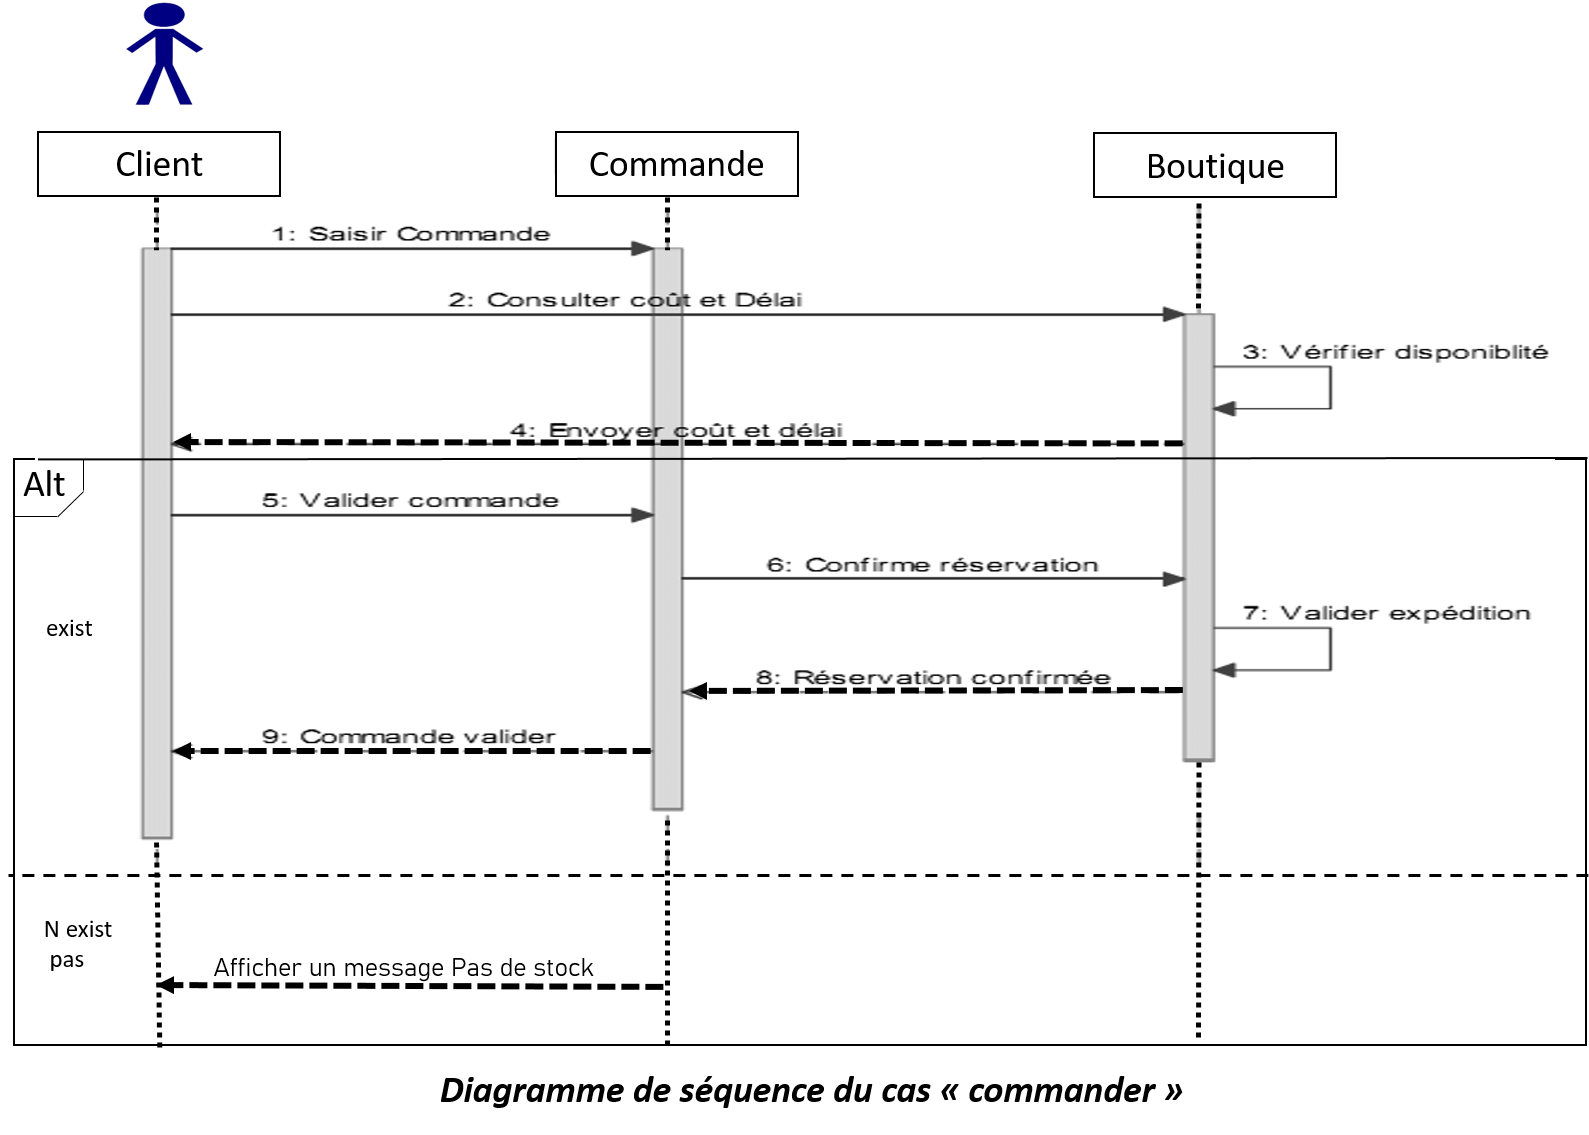 Client
Commande
Boutique
1: Saisir Commande
2: Consulter coût et Délai
3: Vérifier disponiblité
4: Envoyer coût et délai
Alt
5: Valider commande
6: Confirme réservation
7: Valider expédition
exist
8: Réservation confirmée
9: Commande valider
N exist
pas
Afficher un message Pas de stock
Diagramme de séquence du cas « commander »